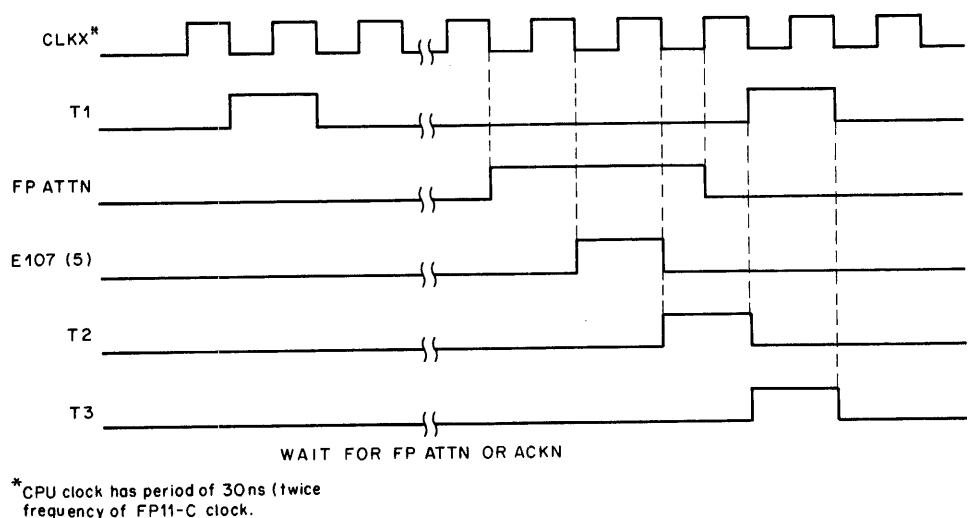 CLKX*
T1
FP ATTN
E107 (5)
T2
T3
WAIT FOR FP ATTN OR ACKN
*CPU clock has period of 30ns (twice
frequency of FP11-C clock.